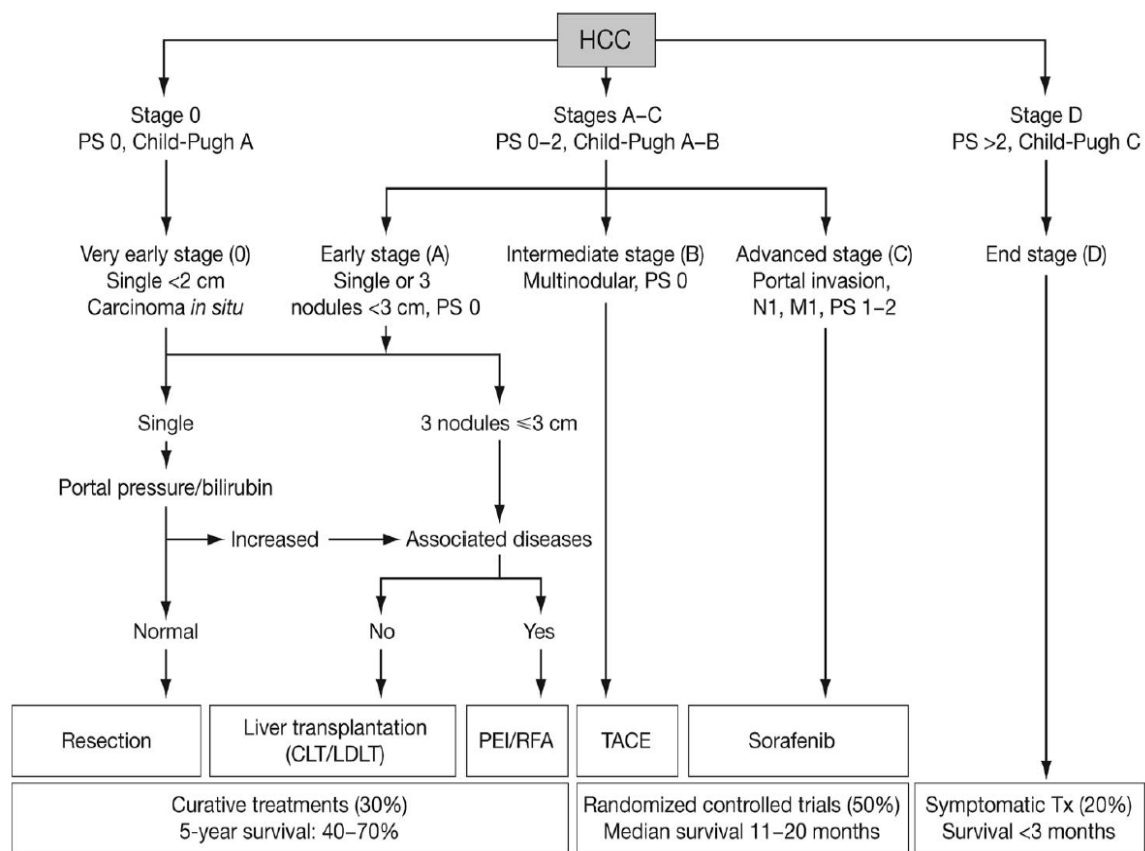 HCC
Stage 0
PS 0, Child-Pugh A
Stages A–C
PS 0–2, Child-Pugh A–B
Stage D
PS >2, Child-Pugh C
Very early stage (0)
Single <2 cm
Carcinoma in situ
Early stage (A)
Single or 3
nodules <3 cm, PS 0
Intermediate stage (B)
Multinodular, PS 0
Advanced stage (C)
Portal invasion,
N1, M1, PS 1–2
End stage (D)
Single
3 nodules ⩽3 cm
Portal pressure/bilirubin
Increased
Associated diseases
Normal
No
Yes
Resection
Liver transplantation
(CLT/LDLT)
PEI/RFA
TACE
Sorafenib
Curative treatments (30%)
5-year survival: 40–70%
Randomized controlled trials (50%)
Median survival 11–20 months
Symptomatic Tx (20%)
Survival <3 months